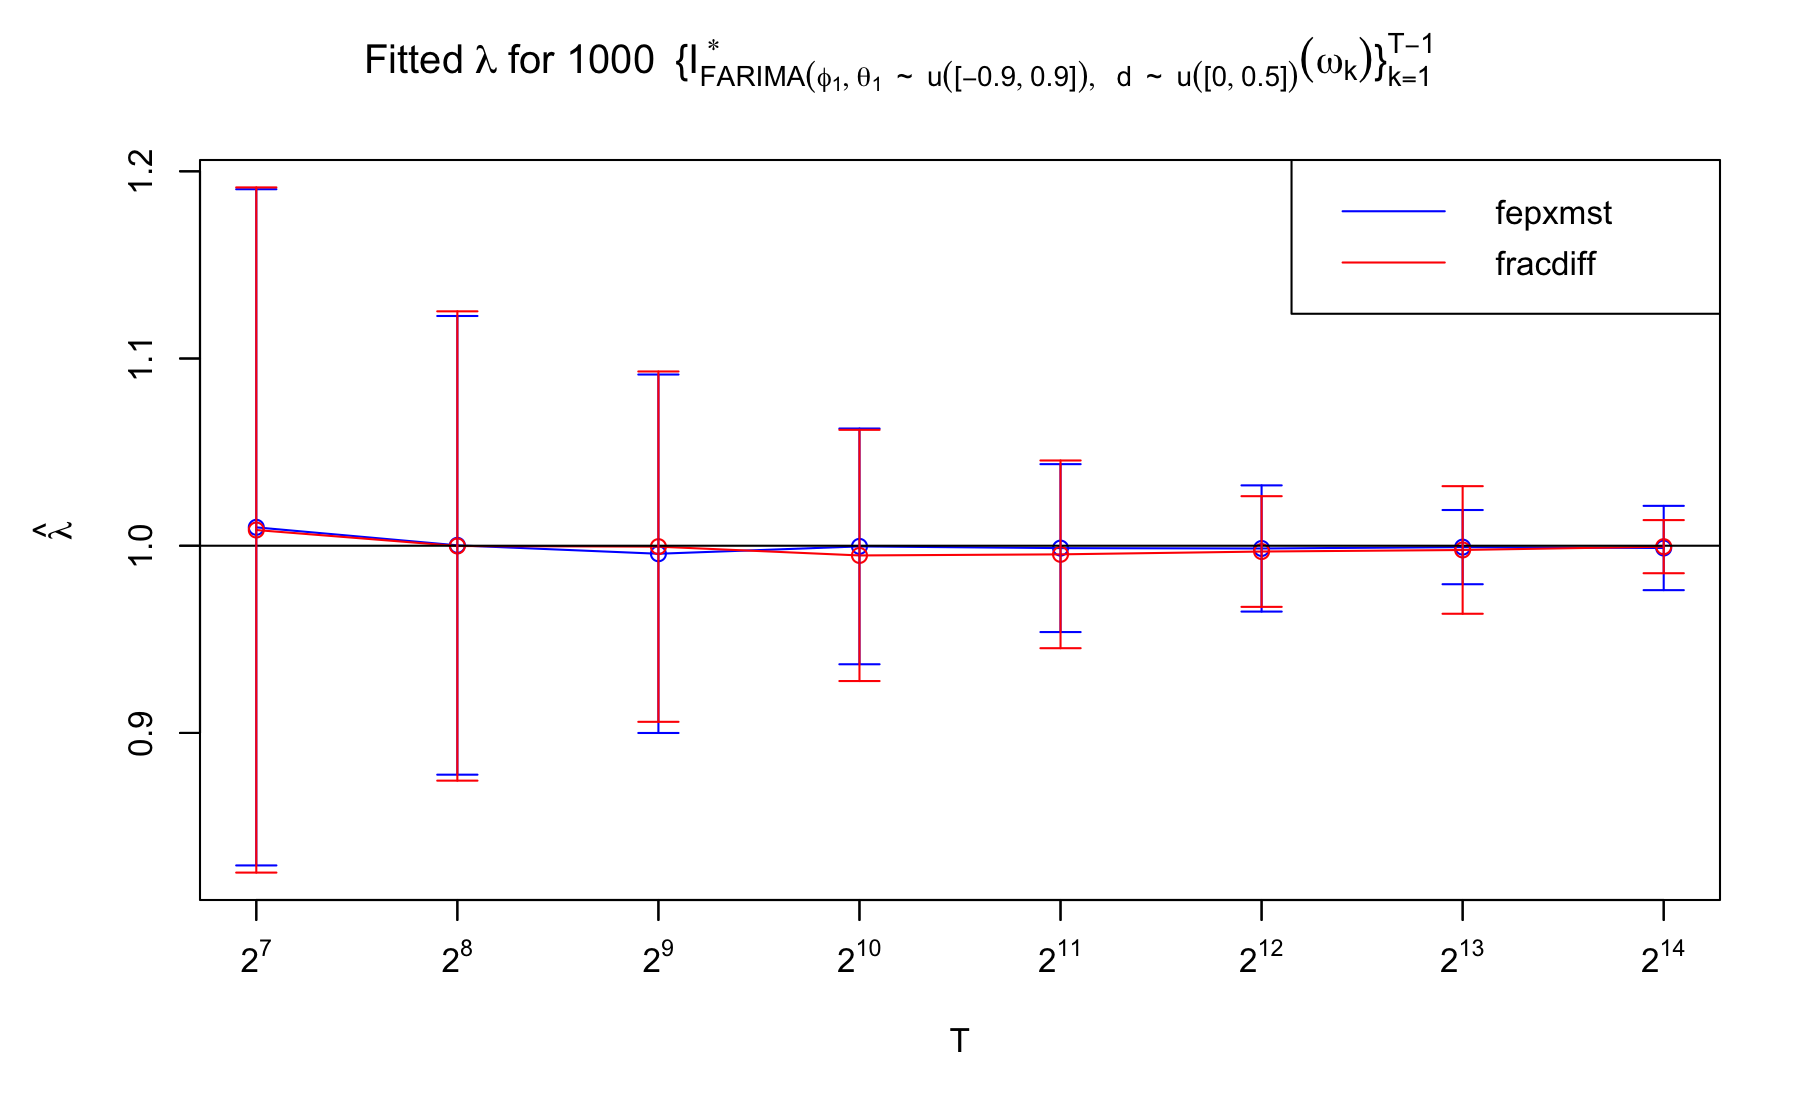 Fitted λ for 1000 {I*FARIMA(ϕ1, θ1 ~ u([−0.9, 0.9]), d ~ u([0, 0.5])(ωk)}T−1k=1
1.2
1.1
1.0
0.9
λ̂
fepxmst
fracdiff
2^7 2^8 2^9 2^10 2^11 2^12 2^13 2^14
T